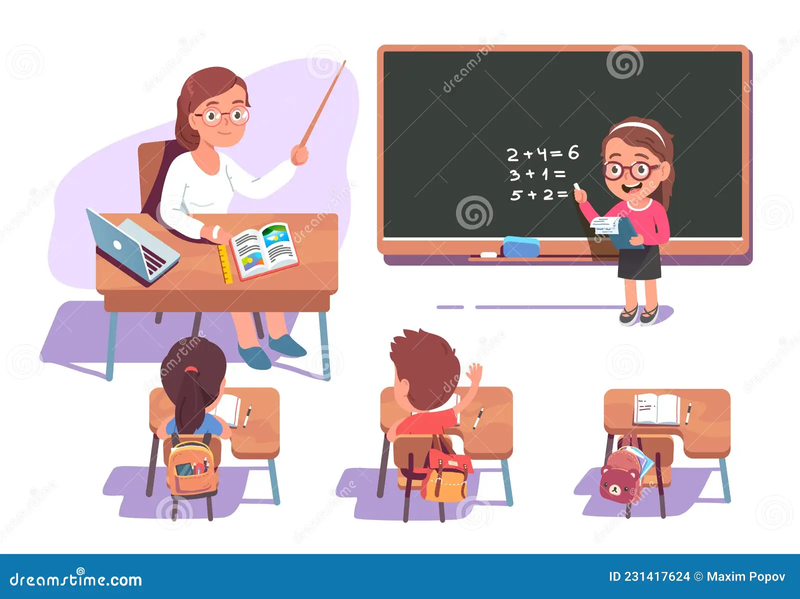 2+4=6
3+1=
5+2=
dreamstime.com
ID 231417624 © Maxim Popov